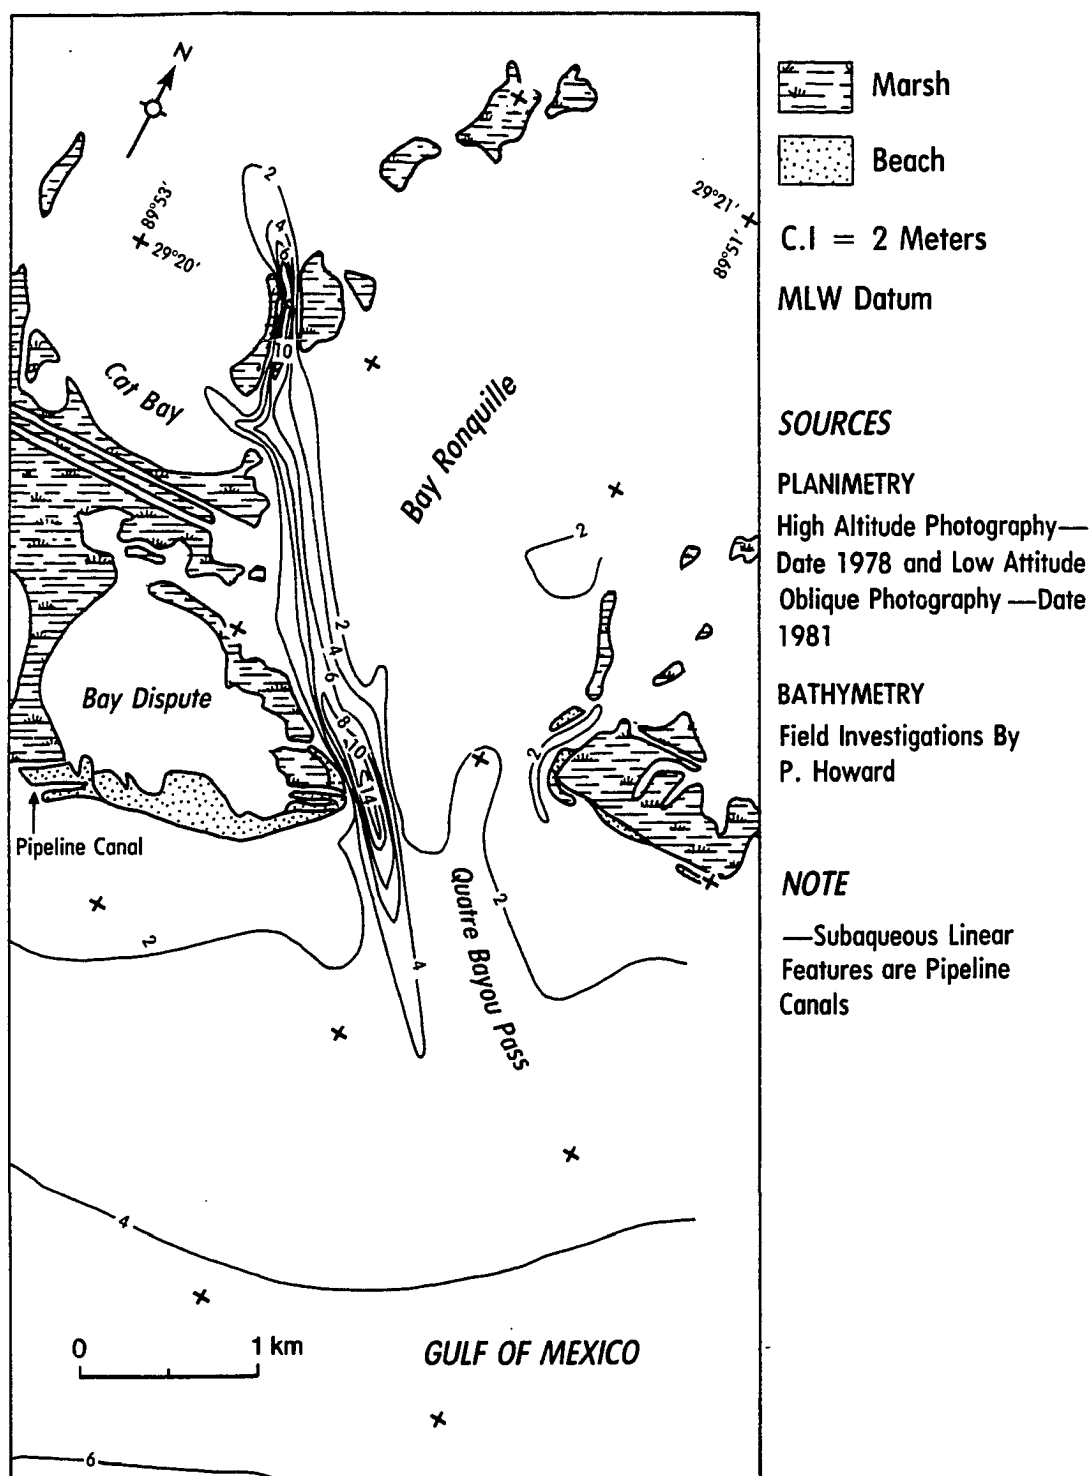 N
2
4
6
89°53'
29°20'
29°21'
89°51'
10
Cat Bay
Bay Ronquille
2
2
4
6
8
10
14
2
Bay Dispute
Pipeline Canal
Quatre Bayou Pass
2
2
4
4
0 1 km
GULF OF MEXICO
6
Marsh
Beach
C.I = 2 Meters
MLW Datum
SOURCES
PLANIMETRY
High Altitude Photography—
Date 1978 and Low Attitude
Oblique Photography —Date
1981
BATHYMETRY
Field Investigations By
P. Howard
NOTE
—Subaqueous Linear
Features are Pipeline
Canals